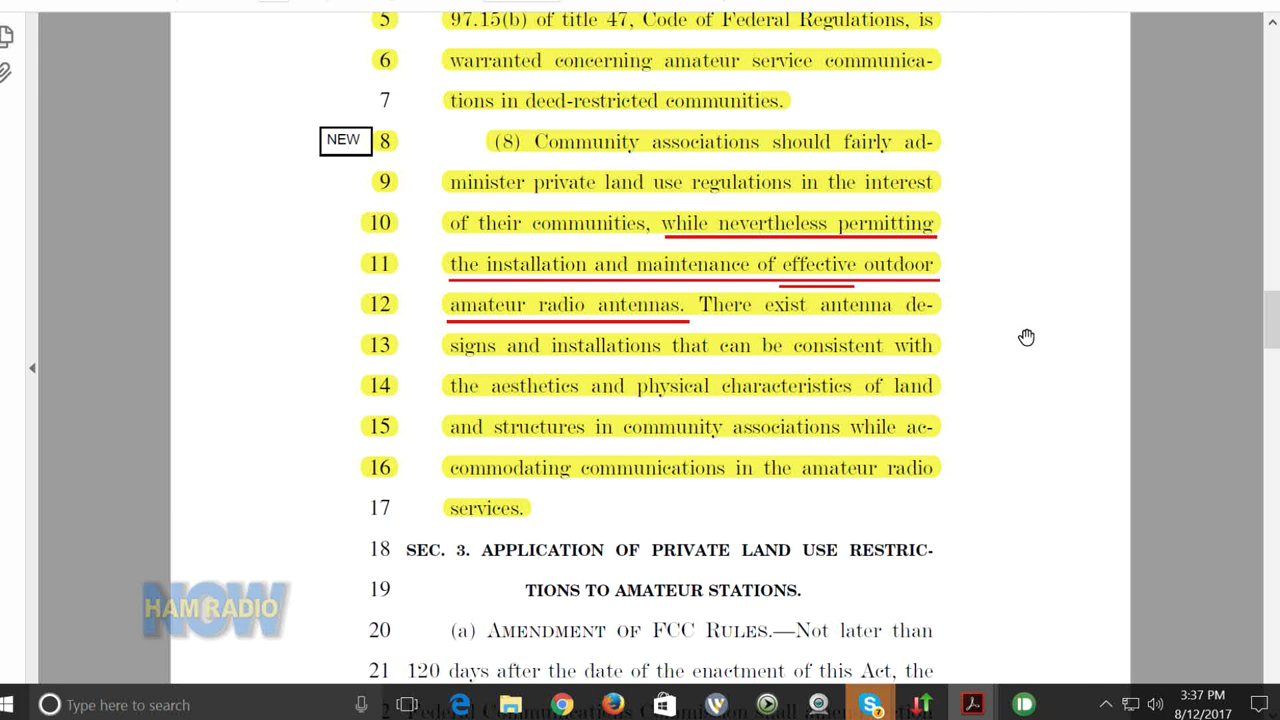 5 97.15(b) of title 47, Code of Federal Regulations, is
6 warranted concerning amateur service communica-
7 tions in deed-restricted communities.
NEW 8 (8) Community associations should fairly ad-
9 minister private land use regulations in the interest
10 of their communities, while nevertheless permitting
11 the installation and maintenance of effective outdoor
12 amateur radio antennas. There exist antenna de-
13 signs and installations that can be consistent with
14 the aesthetics and physical characteristics of land
15 and structures in community associations while ac-
16 commodating communications in the amateur radio
17 services.
18 SEC. 3. APPLICATION OF PRIVATE LAND USE RESTRIC-
19 TIONS TO AMATEUR STATIONS.
20 (a) AMENDMENT OF FCC RULES.—Not later than
21 120 days after the date of the enactment of this Act, the
NOW
HAM RADIO
Type here to search
7
3:37 PM
8/12/2017